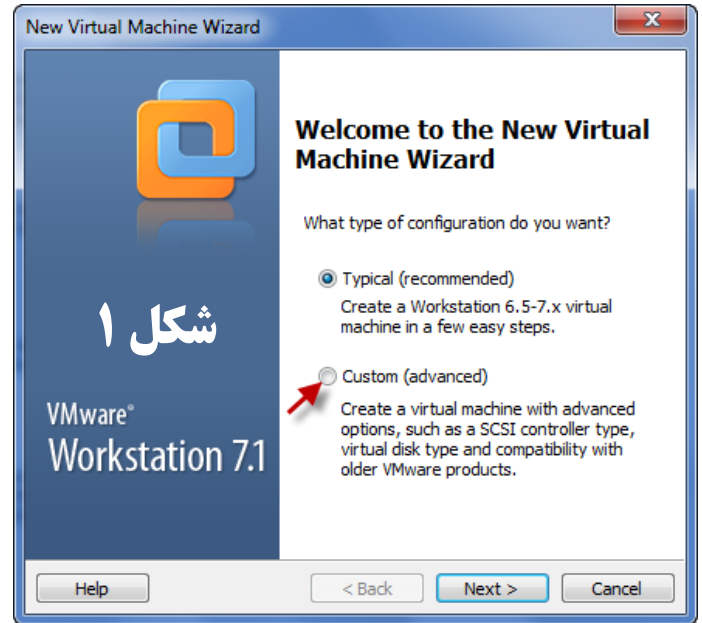 New Virtual Machine Wizard
شکل ۱
VMware®
Workstation 7.1
Welcome to the New Virtual
Machine Wizard
What type of configuration do you want?
Typical (recommended)
Create a Workstation 6.5-7.x virtual
machine in a few easy steps.
Custom (advanced)
Create a virtual machine with advanced
options, such as a SCSI controller type,
virtual disk type and compatibility with
older VMware products.
Help
< Back
Next >
Cancel